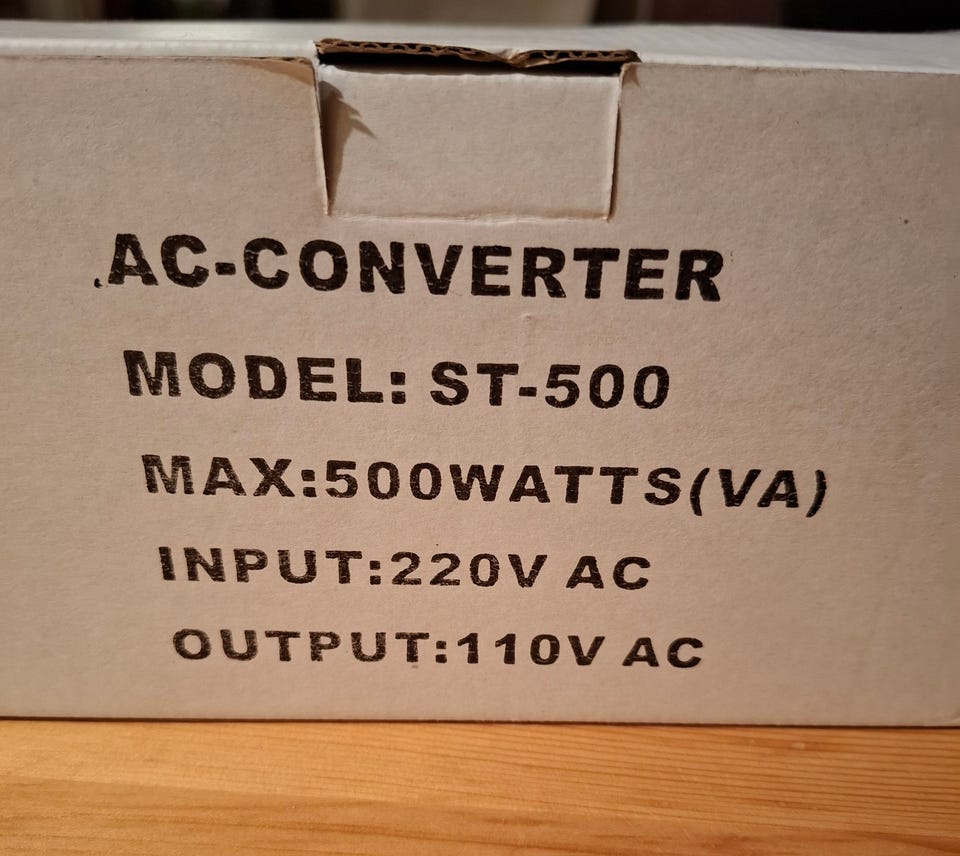 AC-CONVERTER
MODEL: ST-500
MAX:500WATTS(VA)
INPUT:220V AC
OUTPUT:110V AC